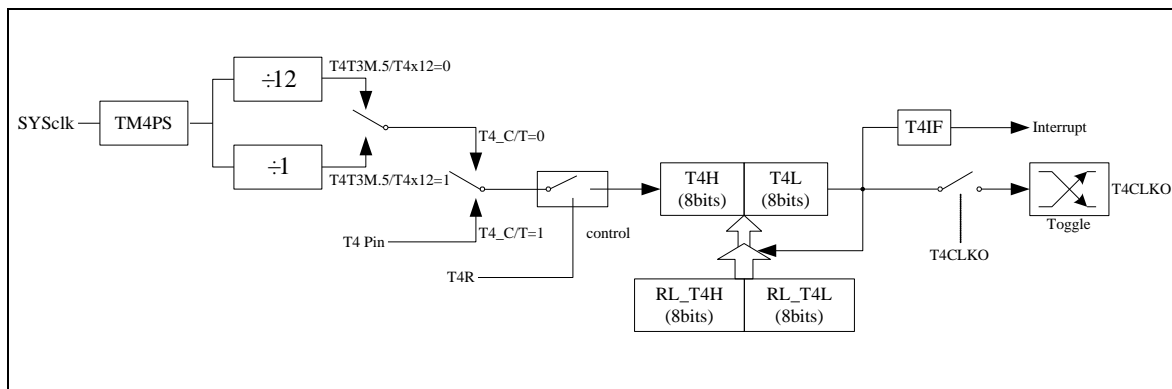 T4T3M.5/T4x12=0
÷12
SYSclk
TM4PS
T4_C/T=0
T4IF
Interrupt
÷1
T4T3M.5/T4x12=1
T4H
(8bits)
T4L
(8bits)
T4CLKO
T4 Pin
T4_C/T=1
control
Toggle
T4R
T4CLKO
RL_T4H
(8bits)
RL_T4L
(8bits)